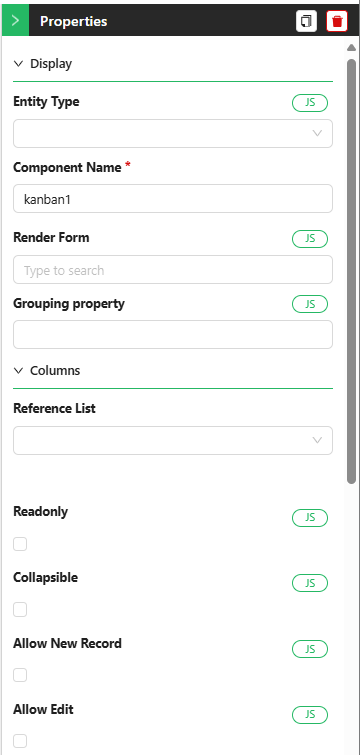 Properties
Display
Entity Type JS
Component Name *
kanban1
Render Form JS
Type to search
Grouping property JS
Columns
Reference List
Readonly JS
Collapsible JS
Allow New Record JS
Allow Edit JS